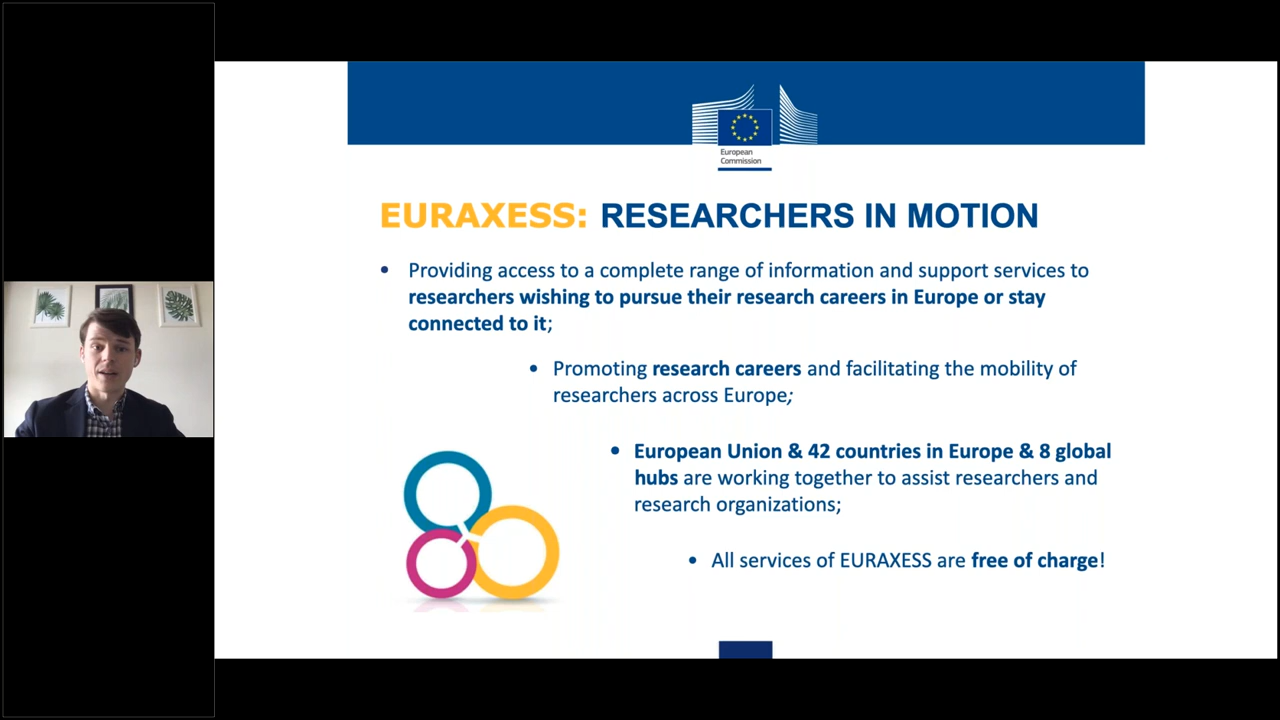 European
Commission
EURAXESS: RESEARCHERS IN MOTION
• Providing access to a complete range of information and support services to
researchers wishing to pursue their research careers in Europe or stay
connected to it;
• Promoting research careers and facilitating the mobility of
researchers across Europe;
• European Union & 42 countries in Europe & 8 global
hubs are working together to assist researchers and
research organizations;
• All services of EURAXESS are free of charge!